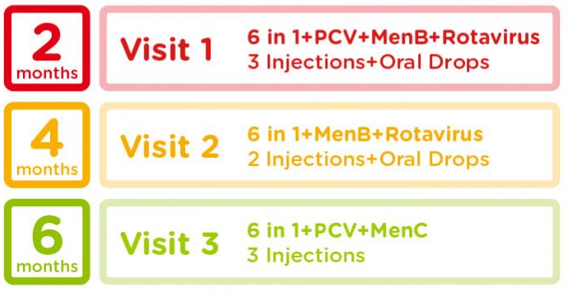 2
months
Visit 1
6 in 1+PCV+MenB+Rotavirus
3 Injections+Oral Drops
4
months
Visit 2
6 in 1+MenB+Rotavirus
2 Injections+Oral Drops
6
months
Visit 3
6 in 1+PCV+MenC
3 Injections